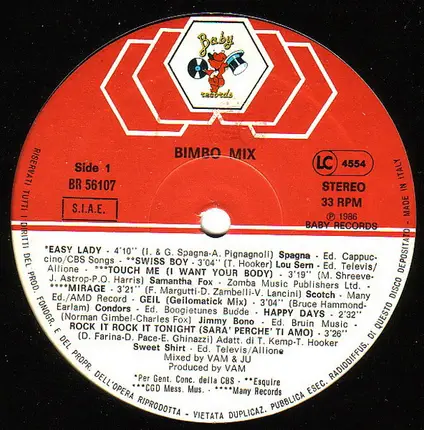 Baby
records
BIMBO MIX
Side 1
BR 56107
S.I.A.E.
LC 4554
STEREO
33 RPM
℗ 1986
BABY RECORDS
*EASY LADY - 4'10" (I. & G. Spagna-A. Pignagnoli) Spagna - Ed. Cappuc-
cino/CBS Songs - **SWISS BOY - 3'04" (T. Hooker) Lou Sern - Ed. Televis/
Allione - ***TOUCH ME (I WANT YOUR BODY) - 3'19" (M. Shreeve-
J. Astrop-P.O. Harris) Samantha Fox - Zomba Music Publishers Ltd. -
****MIRAGE - 3'21" (F. Margutti-D. Zambelli-V. Lancini) Scotch - Many
Ed./AMD Record - GEIL (Geilomatick Mix) - 3'04" (Bruce Hammond-
Earlam) Condors - Ed. Boogietunes Budde - HAPPY DAYS - 2'32"
(Norman Gimbel-Charles Fox) Jimmy Bono - Ed. Bruin Music -
ROCK IT ROCK IT TONIGHT (SARA' PERCHE' TI AMO) - 3'26"
(D. Farina-D. Pace-E. Ghinazzi) Adatt. di T. Kemp-T. Hooker
Sweet Shirt - Ed. Televis/Allione
Mixed by VAM & JU
Produced by VAM
*Per Gent. Conc. della CBS - **Esquire
***CGD Mess. Mus. - ****Many Records
RISERVATI TUTTI I DIRITTI DEL PROD. FONOGR. E DEL PROPR. DELL'OPERA RIPRODOTTA - VIETATA DUPLICAZ. PUBBLICA ESEC. RADIODIFFUS. DI QUESTO DISCO DEPOSITATO - MADE IN ITALY